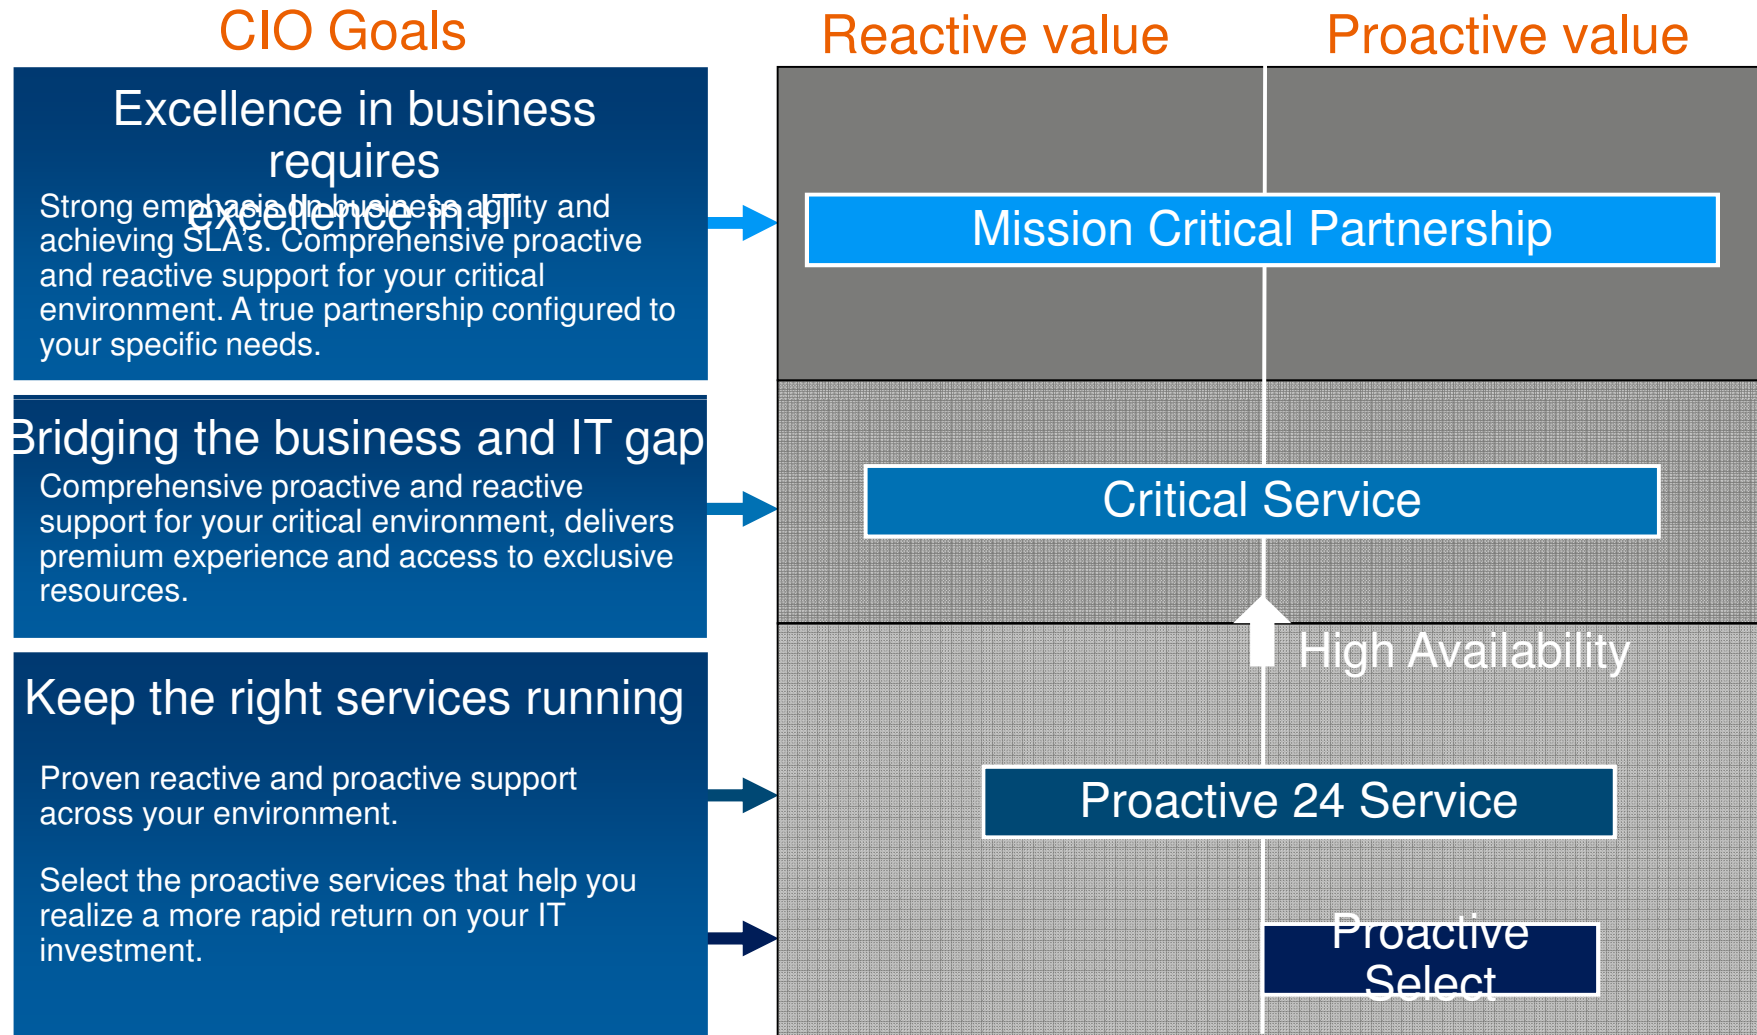 CIO Goals
Reactive value
Proactive value
Excellence in business
requires
excellence in IT
Strong emphasis on business agility and
achieving SLA's. Comprehensive proactive
and reactive support for your critical
environment. A true partnership configured to
your specific needs.
Mission Critical Partnership
Bridging the business and IT gap
Comprehensive proactive and reactive
support for your critical environment, delivers
premium experience and access to exclusive
resources.
Critical Service
High Availability
Keep the right services running
Proven reactive and proactive support
across your environment.
Proactive 24 Service
Select the proactive services that help you
realize a more rapid return on your IT
investment.
Proactive
Select